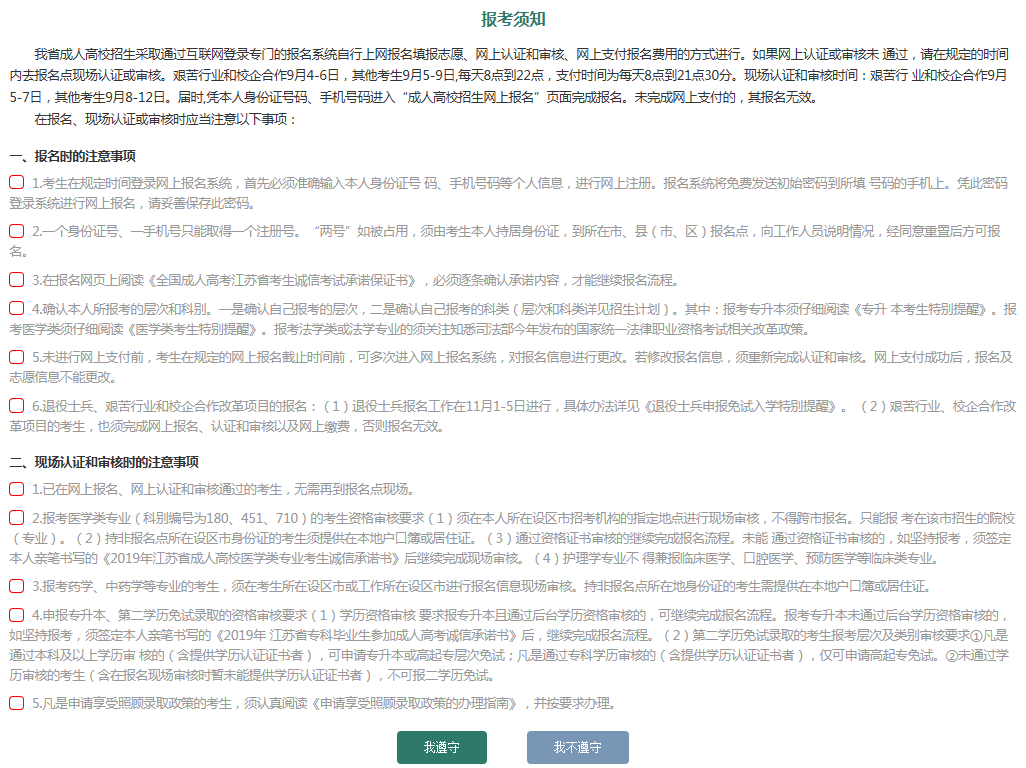 报考须知
我省成人高校招生采取通过互联网登录专门的报名系统自行上网报名填报志愿、网上认证和审核、网上支付报名费用的方式进行。如果网上认证或审核未 通过，请在规定的时间
内去报名点现场认证或审核。艰苦行业和校企合作9月4-6日，其他考生9月5-9日,每天8点到22点，支付时间为每天8点到21点30分。现场认证和审核时间：艰苦行 业和校企合作9月
5-7日，其他考生9月8-12日。届时,凭本人身份证号码、手机号码进入“成人高校招生网上报名”页面完成报名。未完成网上支付的，其报名无效。
在报名、现场认证或审核时应当注意以下事项：
一、报名时的注意事项
1.考生在规定时间登录网上报名系统，首先必须准确输入本人身份证号 码、手机号码等个人信息，进行网上注册。报名系统将免费发送初始密码到所填 号码的手机上。凭此密码
登录系统进行网上报名，请妥善保存此密码。
2.一个身份证号、一手机号只能取得一个注册号。“两号”如被占用，须由考生本人持居身份证，到所在市、县（市、区）报名点，向工作人员说明情况，经同意重置后方可报
名。
3.在报名网页上阅读《全国成人高考江苏省考生诚信考试承诺保证书》，必须逐条确认承诺内容，才能继续报名流程。
4.确认本人所报考的层次和科别。一是确认自己报考的层次，二是确认自己报考的科类（层次和科类详见招生计划）。其中：报考专升本须仔细阅读《专升 本考生特别提醒》。报
考医学类须仔细阅读《医学类考生特别提醒》。报考法学类或法学专业的须关注知悉司法部今年发布的国家统一法律职业资格考试相关改革政策。
5.未进行网上支付前，考生在规定的网上报名截止时间前，可多次进入网上报名系统，对报名信息进行更改。若修改报名信息，须重新完成认证和审核。网上支付成功后，报名及
志愿信息不能更改。
6.退役士兵、艰苦行业和校企合作改革项目的报名：（1）退役士兵报名工作在11月1-5日进行，具体办法详见《退役士兵申报免试入学特别提醒》。（2）艰苦行业、校企合作改
革项目的考生，也须完成网上报名、认证和审核以及网上缴费，否则报名无效。
二、现场认证和审核时的注意事项
1.已在网上报名、网上认证和审核通过的考生，无需再到报名点现场。
2.报考医学类专业（科别编号为180、451、710）的考生资格审核要求（1）须在本人所在设区市招考机构的指定地点进行现场审核，不得跨市报名。只能报 考在该市招生的院校
（专业）。（2）持非报名点所在设区市身份证的考生须提供在本地户口簿或居住证。（3）通过资格证书审核的继续完成报名流程。未能 通过资格证书审核的，如坚持报考，须签定
本人亲笔书写的《2019年江苏省成人高校医学类专业考生诚信承诺书》后继续完成现场审核。（4）护理学专业不 得兼报临床医学、口腔医学、预防医学等临床类专业。
3.报考药学、中药学等专业的考生，须在考生所在设区市或工作所在设区市进行报名信息现场审核。持非报名点所在地身份证的考生需提供在本地户口簿或居住证。
4.申报专升本、第二学历免试录取的资格审核要求（1）学历资格审核 要求报专升本且通过后台学历资格审核的，可继续完成报名流程。报考专升本未通过后台学历资格审核的，
如坚持报考，须签定本人亲笔书写的《2019年 江苏省专科毕业生参加成人高考诚信承诺书》后，继续完成报名流程。（2）第二学历免试录取的考生报考层次及类别审核要求①凡是
通过本科及以上学历审 核的（含提供学历认证证书者），可申请专升本或高起专层次免试；凡是通过专科学历审核的（含提供学历认证证书者），仅可申请高起专免试。②未通过学
历审核的考生（含在报名现场审核时暂未能提供学历认证证书者），不可报二学历免试。
5.凡是申请享受照顾录取政策的考生，须认真阅读《申请享受照顾录取政策的办理指南》，并按要求办理。
我遵守
我不遵守